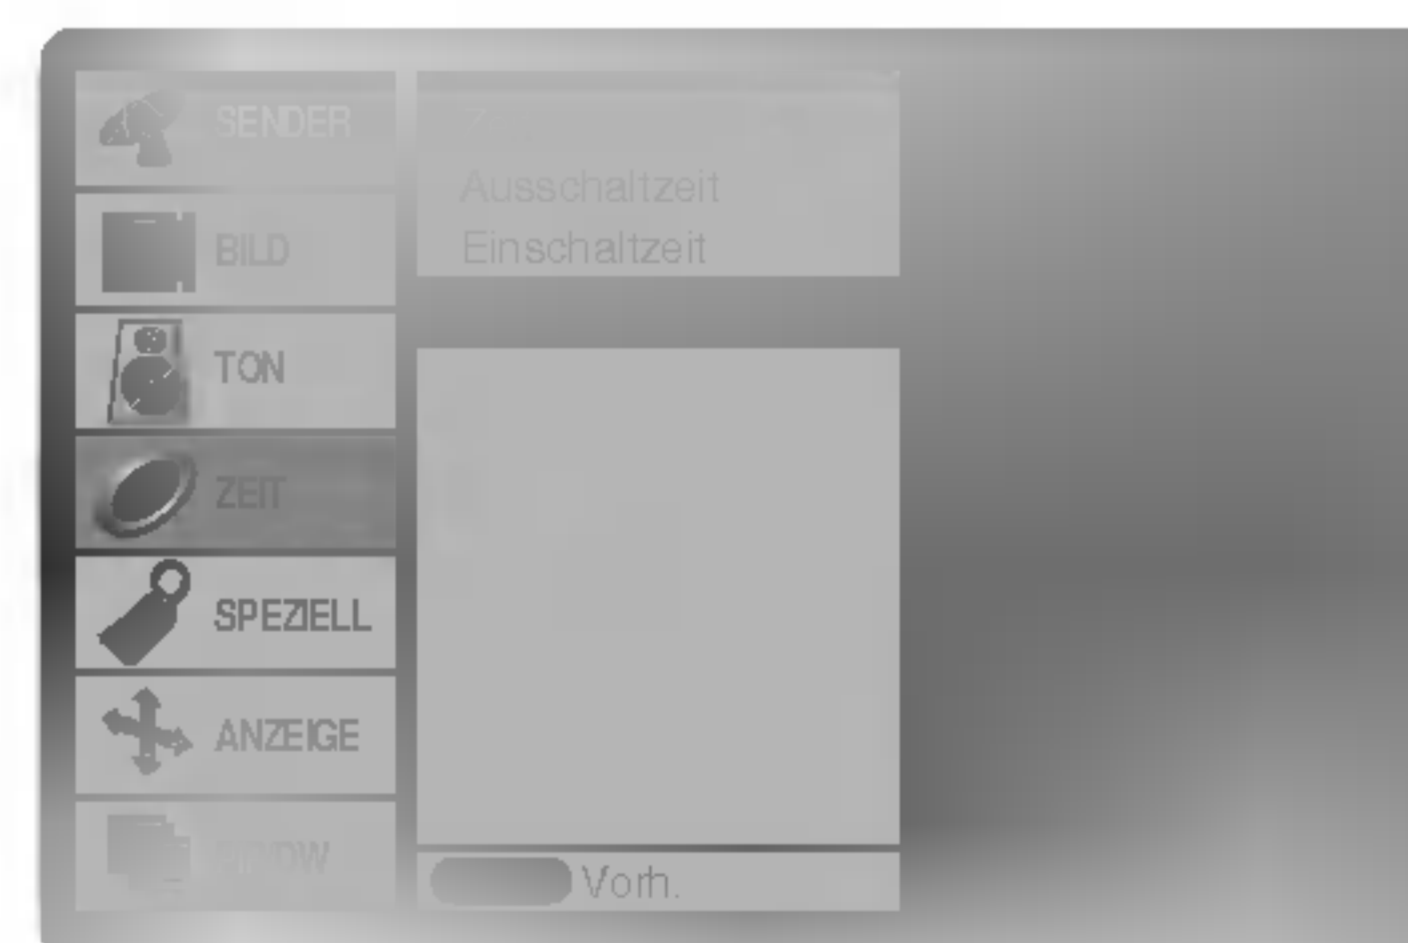 SENDER
BILD
TON
ZEIT
SPEZIELL
ANZEIGE
Ausschaltzeit
Einschaltzeit
Vorh.